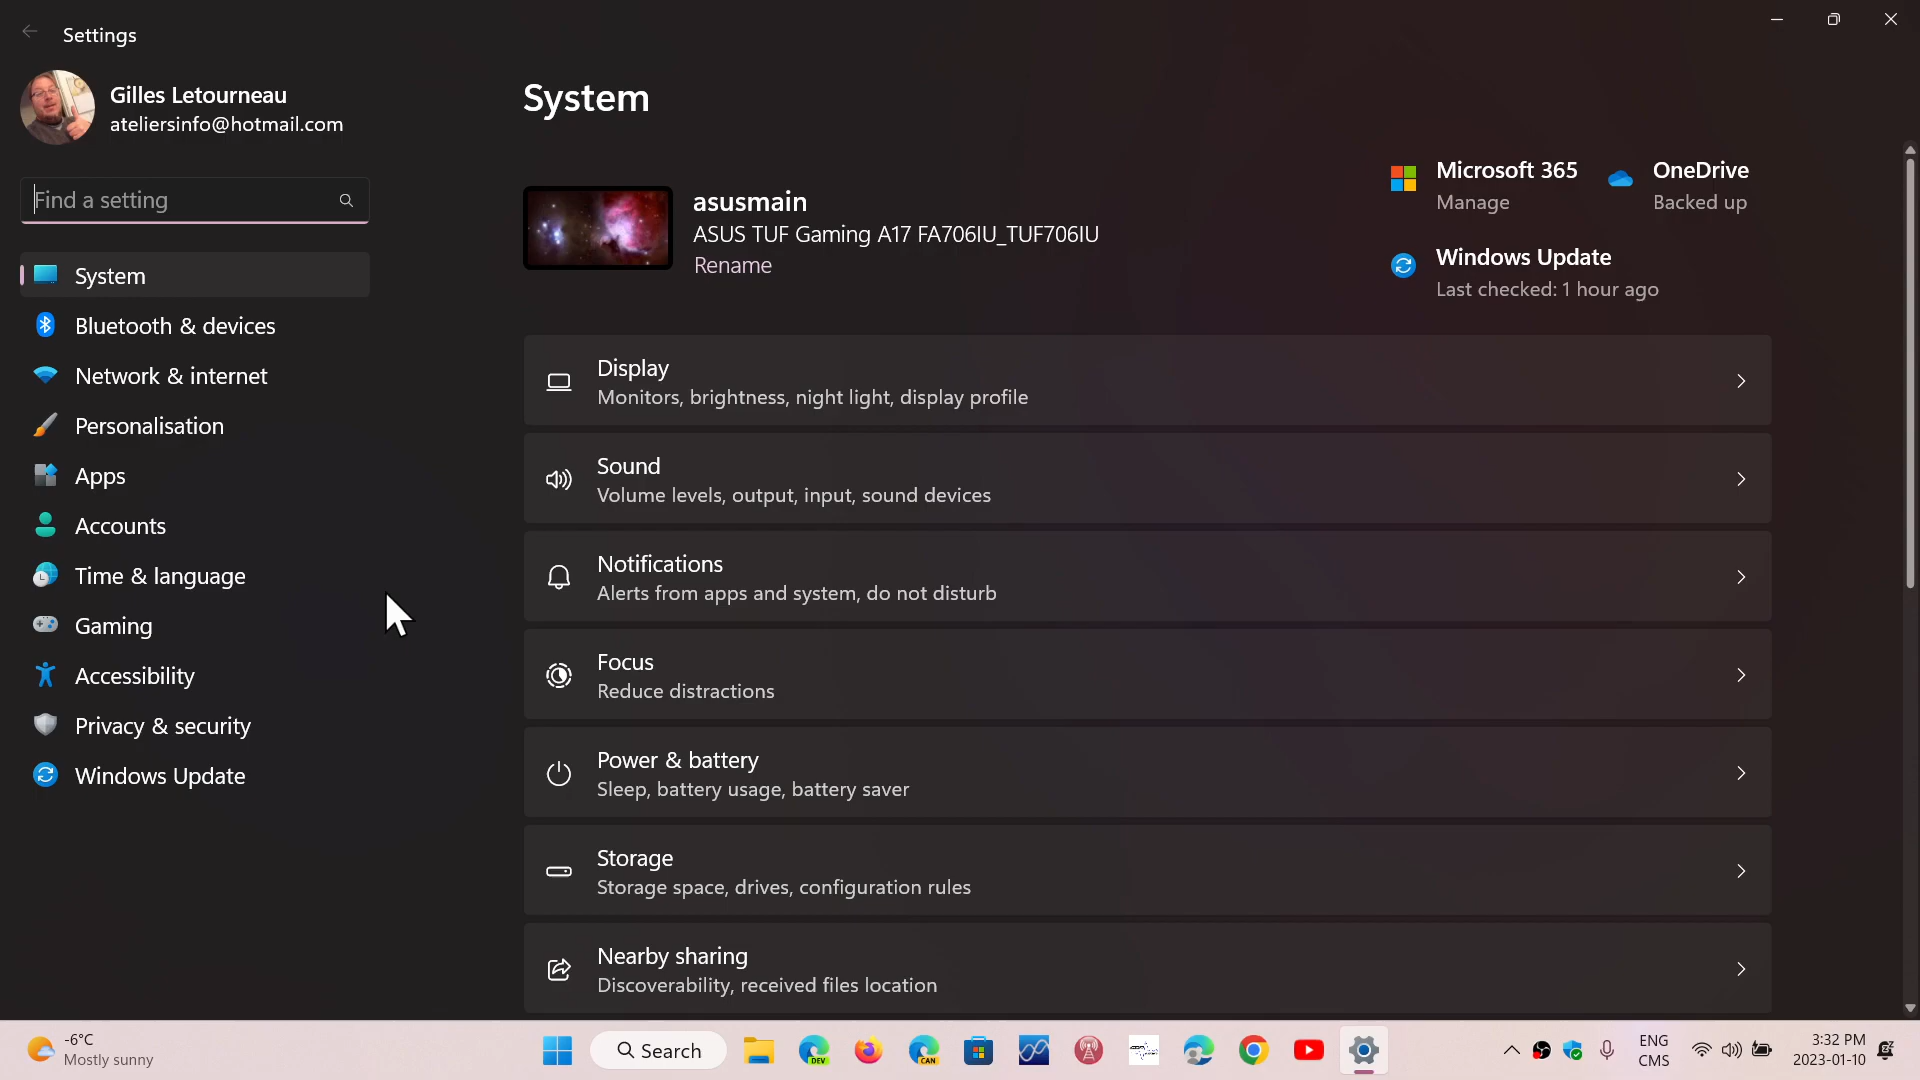 Settings
Gilles Letourneau
ateliersinfo@hotmail.com
Find a setting
System
Bluetooth & devices
Network & internet
Personalisation
Apps
Accounts
Time & language
Gaming
Accessibility
Privacy & security
Windows Update
System
asusmain
ASUS TUF Gaming A17 FA706IU_TUF706IU
Rename
Microsoft 365
Manage
OneDrive
Backed up
Windows Update
Last checked: 1 hour ago
Display
Monitors, brightness, night light, display profile
Sound
Volume levels, output, input, sound devices
Notifications
Alerts from apps and system, do not disturb
Focus
Reduce distractions
Power & battery
Sleep, battery usage, battery saver
Storage
Storage space, drives, configuration rules
Nearby sharing
Discoverability, received files location
-6°C
Mostly sunny
Search
DEV
CAN
ENG
CMS
3:32 PM
2023-01-10